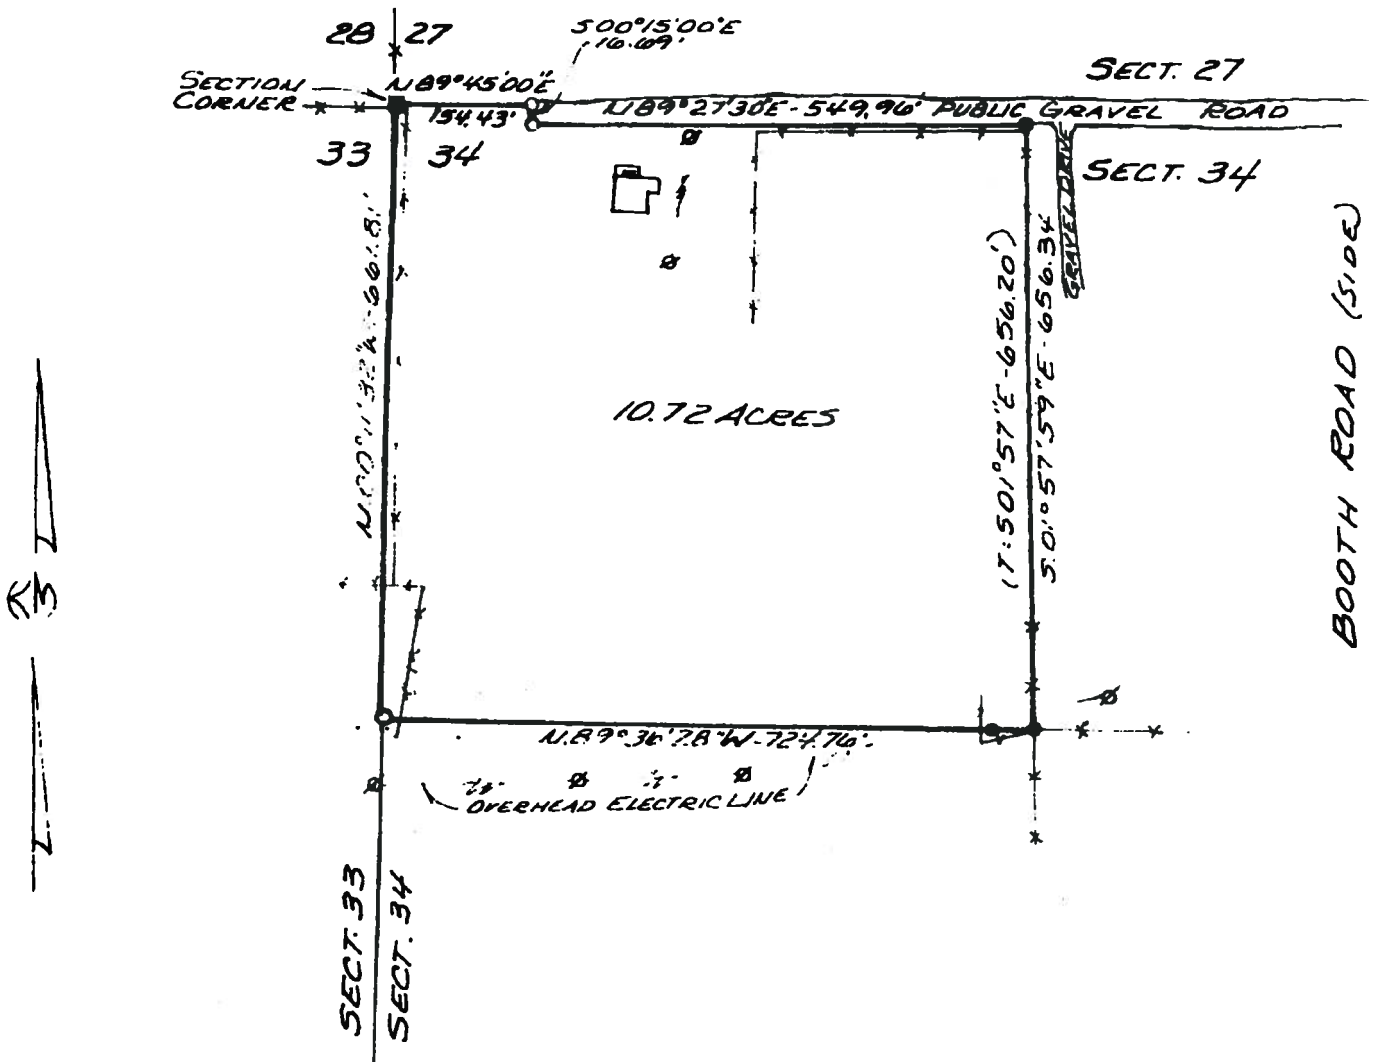 28 27
S00°15'00"E
16.69'
SECTION
CORNER
N89°45'00"E
154.43'
SECT. 27
N89°27'30"E - 549.96' PUBLIC GRAVEL ROAD
33 34
SECT. 34
GRAVEL DRIVE
(T:S01°57'57"E - 656.20')
S.01°57'59"E - 656.34
10.72 ACRES
BOOTH ROAD (SIDE)
N.89°36'28"W - 724.76'
OVERHEAD ELECTRIC LINE
SECT. 33
SECT. 34